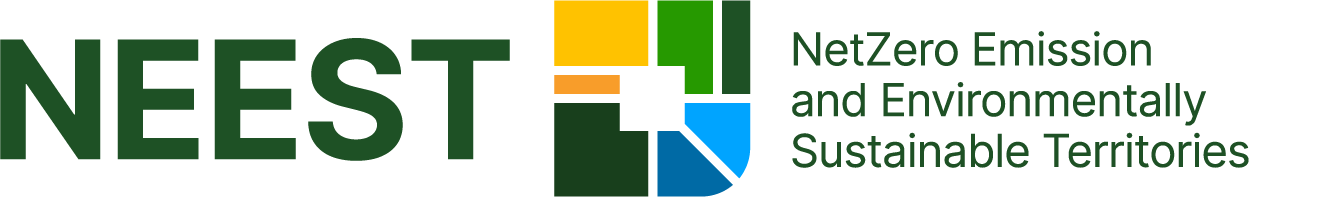 NEEST
NetZero Emission
and Environmentally
Sustainable Territories